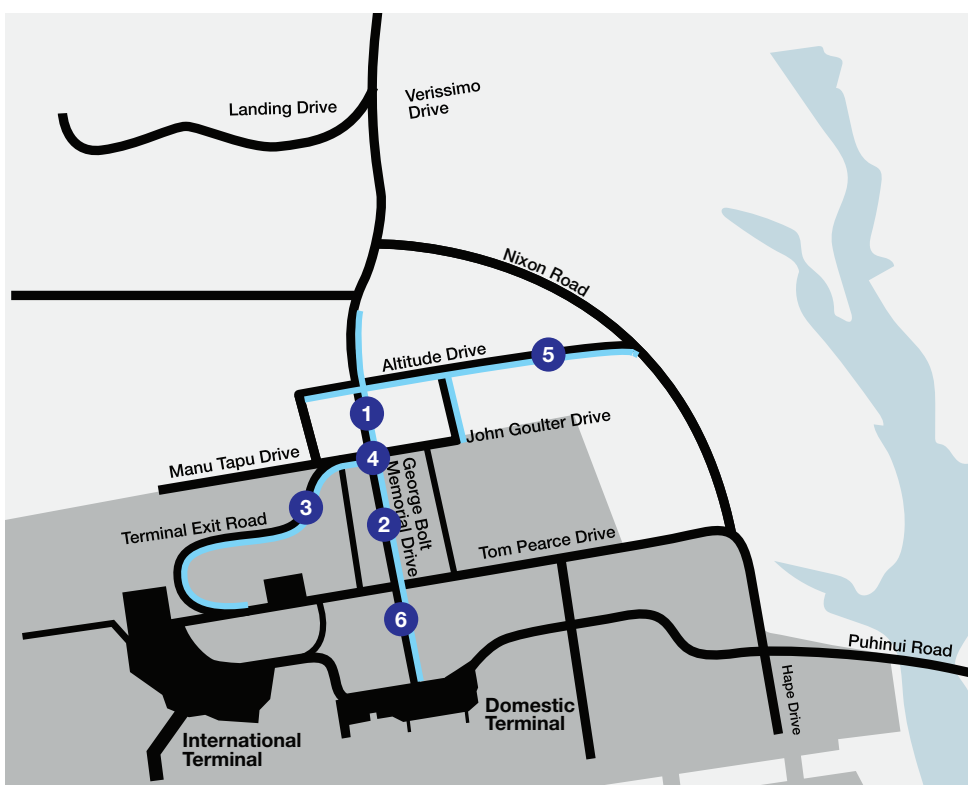 Landing Drive
Verissimo
Drive
Nixon Road
Altitude Drive
5
1
John Goulter Drive
Manu Tapu Drive
4
George Bolt
Memorial Drive
3
Terminal Exit Road
2
Tom Pearce Drive
6
Puhinui Road
Hape Drive
Domestic
Terminal
International
Terminal